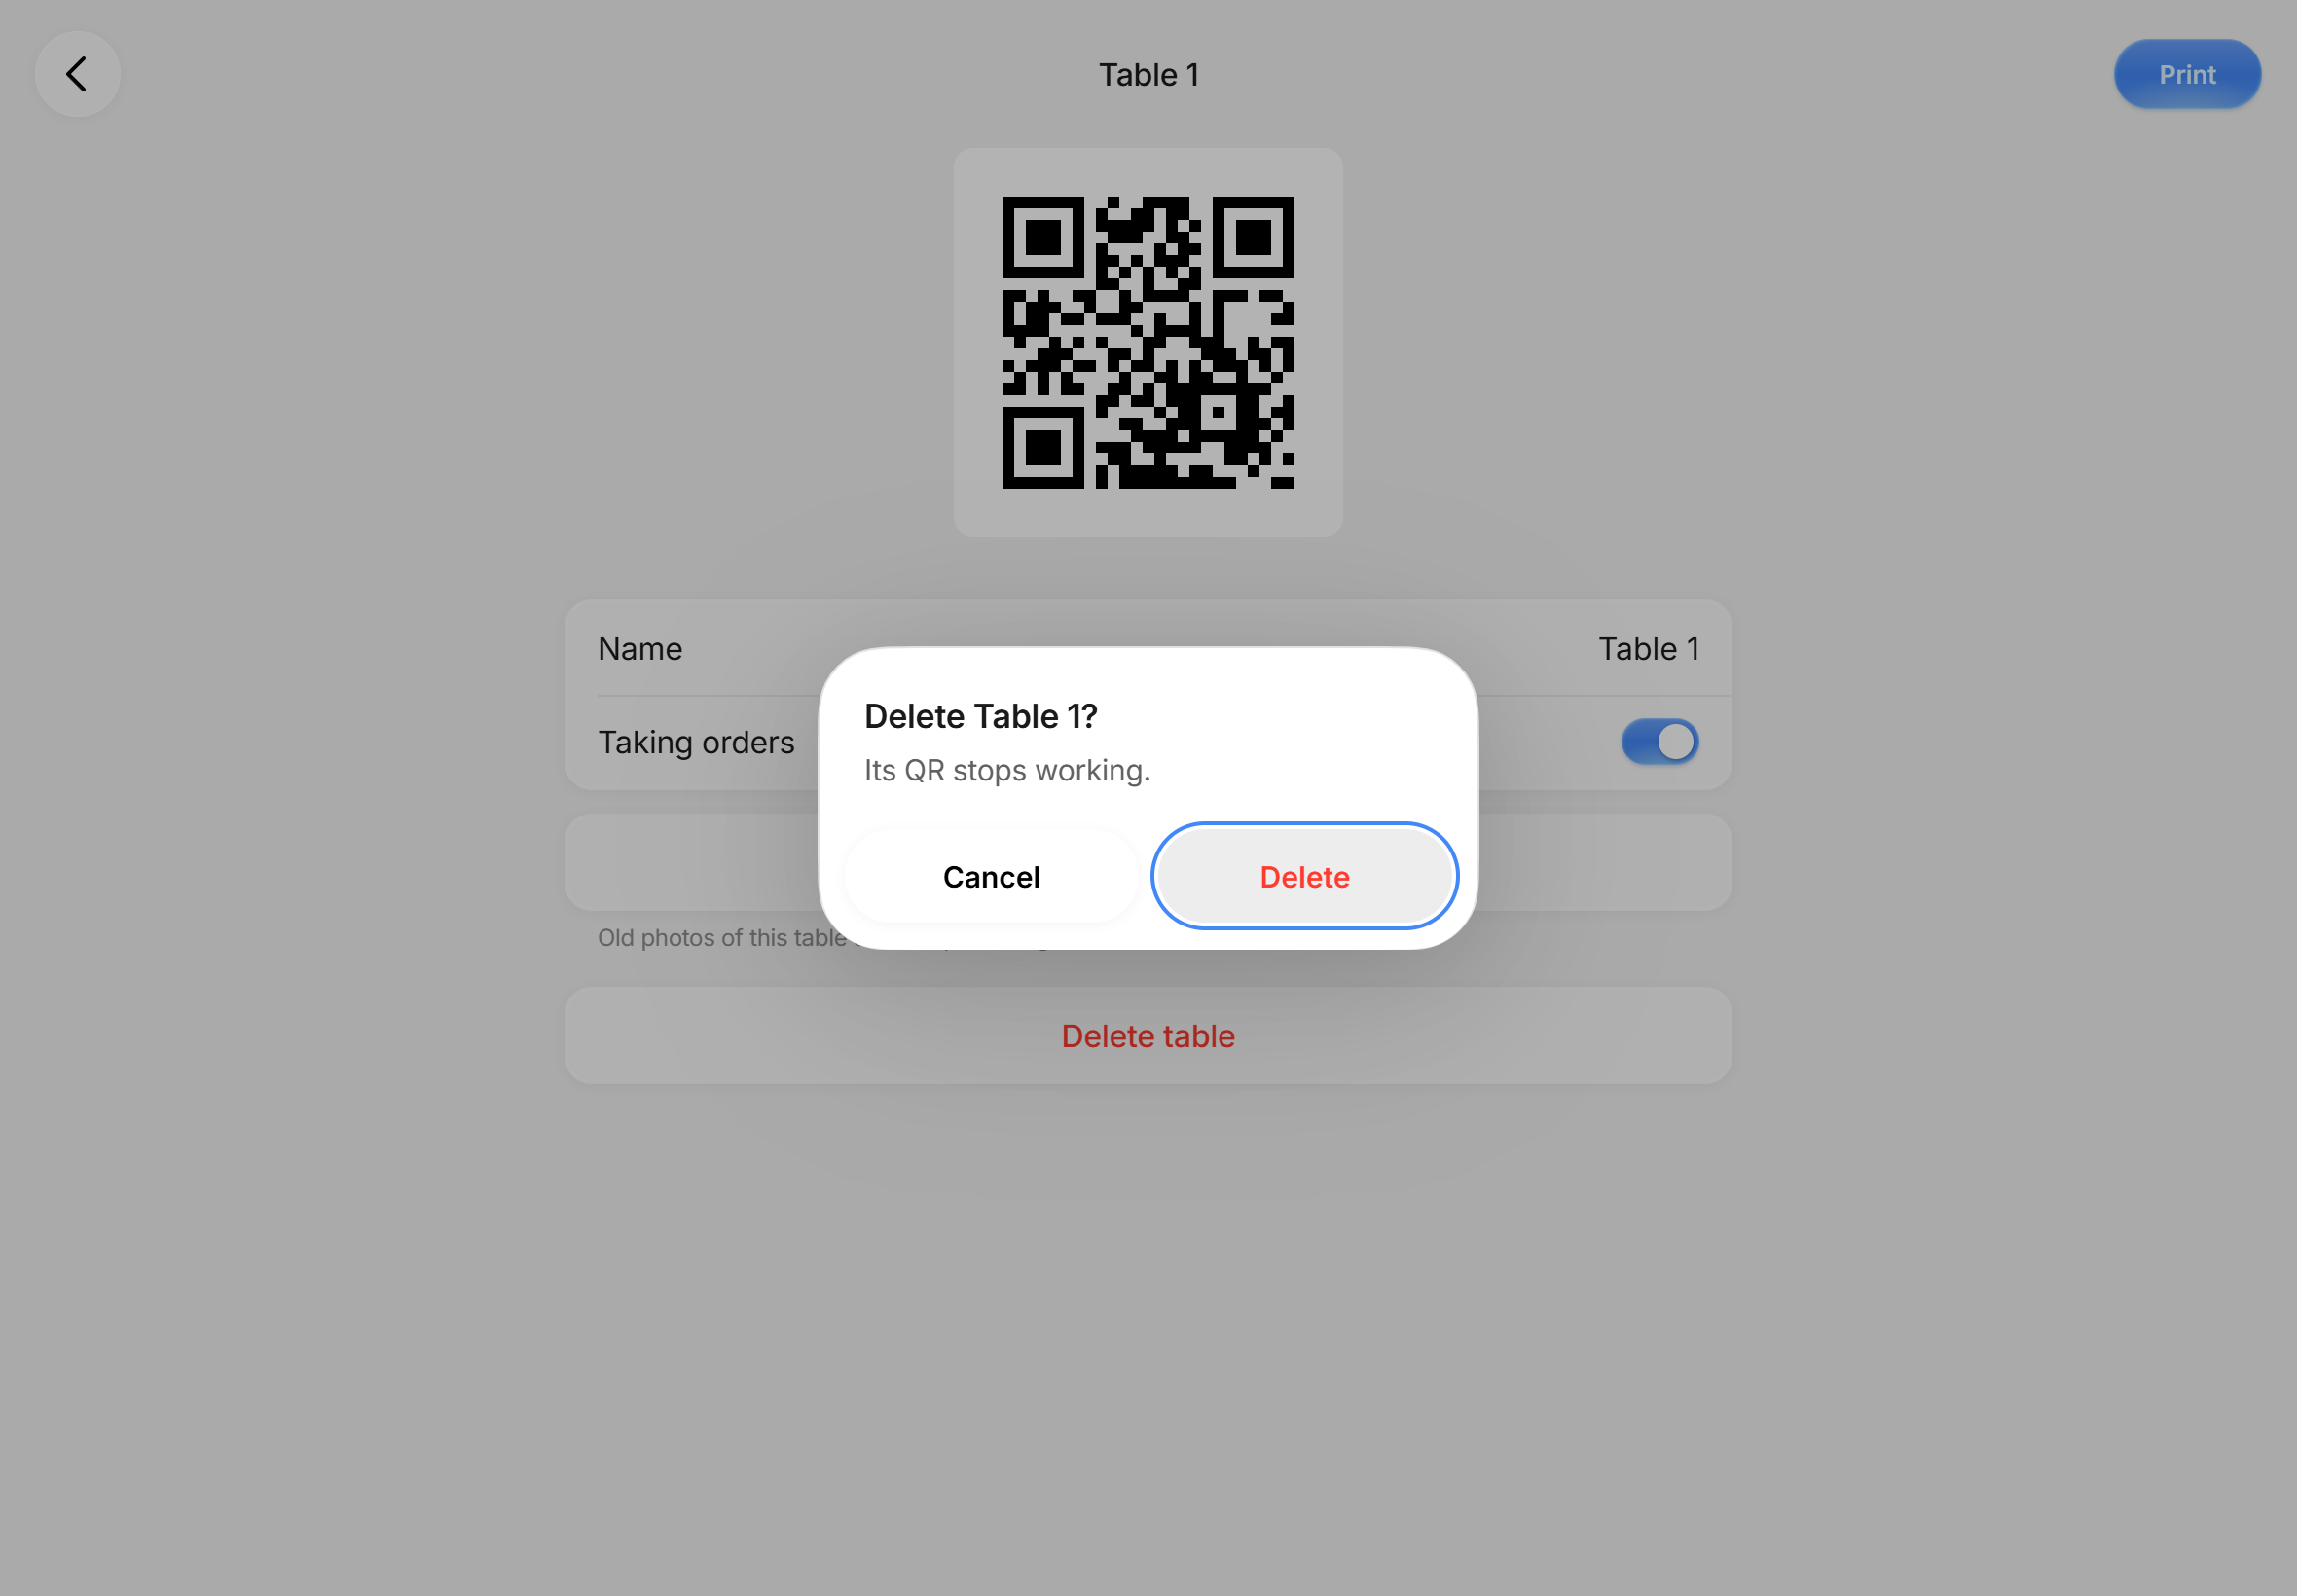 Table 1
Print
Name
Table 1
Taking orders
Delete Table 1?
Its QR stops working.
Cancel
Delete
Old photos of this table
Delete table